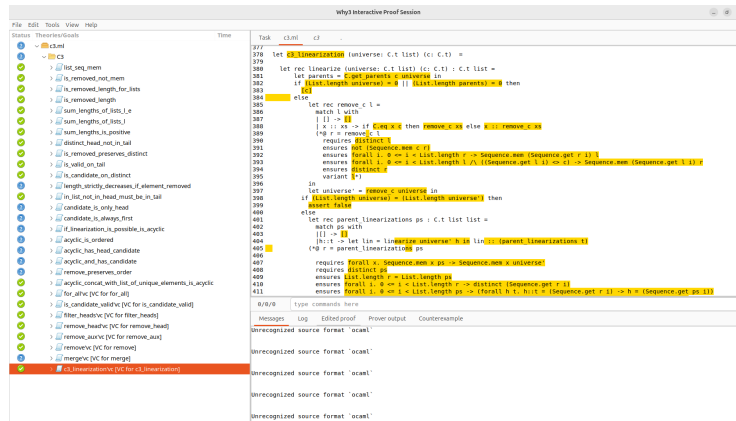 Why3 Interactive Proof Session
File Edit Tools View Help
Status Theories/Goals Time
c3.ml
C3
list_seq_mem
is_removed_not_mem
is_removed_length_for_lists
is_removed_length
sum_lengths_of_lists_l_e
sum_lengths_of_lists_l
sum_lengths_is_positive
distinct_head_not_in_tail
is_removed_preserves_distinct
is_valid_on_tail
is_candidate_on_distinct
length_strictly_decreases_if_element_removed
in_list_not_in_head_must_be_in_tail
candidate_is_only_head
candidate_is_always_first
if_linearization_is_possible_is_acyclic
acyclic_is_ordered
acyclic_has_head_candidate
acyclic_and_has_candidate
remove_preserves_order
acyclic_concat_with_list_of_unique_elements_is_acyclic
for_all'vc [VC for for_all]
is_candidate_valid'vc [VC for is_candidate_valid]
filter_heads'vc [VC for filter_heads]
remove_head'vc [VC for remove_head]
remove_aux'vc [VC for remove_aux]
remove'vc [VC for remove]
merge'vc [VC for merge]
c3_linearization'vc [VC for c3_linearization]
Task c3.ml c3 .
377
378 let c3_linearization (universe: C.t list) (c: C.t) =
379
380 let rec linearize (universe: C.t list) (c: C.t) : C.t list =
381 let parents = C.get_parents c universe in
382 if (List.length universe) = 0 || (List.length parents) = 0 then
383 [c]
384 else
385 let rec remove_c l =
386 match l with
387 | [] -> []
388 | x :: xs -> if C.eq x c then remove_c xs else x :: remove_c xs
389 (*@ r = remove_c l
390 requires distinct l
391 ensures not (Sequence.mem c r)
392 ensures forall i. 0 <= i < List.length r -> Sequence.mem (Sequence.get r i) l
393 ensures forall i. 0 <= i < List.length l /\ ((Sequence.get l i) <> c) -> Sequence.mem (Sequence.get l i) r
394 ensures distinct r
395 variant l*)
396 in
397 let universe' = remove_c universe in
398 if (List.length universe) = (List.length universe') then
399 assert false
400 else
401 let rec parent_linearizations ps : C.t list list =
402 match ps with
403 |[] -> []
404 |h::t -> let lin = linearize universe' h in lin :: (parent_linearizations t)
405 (*@ r = parent_linearizations ps
406
407 requires forall x. Sequence.mem x ps -> Sequence.mem x universe'
408 requires distinct ps
409 ensures List.length r = List.length ps
410 ensures forall i. 0 <= i < List.length r -> distinct (Sequence.get r i)
411 ensures forall i. 0 <= i < List.length ps -> (forall h t. h::t = (Sequence.get r i) -> h = (Sequence.get ps i))
0/0/0 type commands here
Messages Log Edited proof Prover output Counterexample
Unrecognized source format `ocaml`
Unrecognized source format `ocaml`
Unrecognized source format `ocaml`
Unrecognized source format `ocaml`
Unrecognized source format `ocaml`